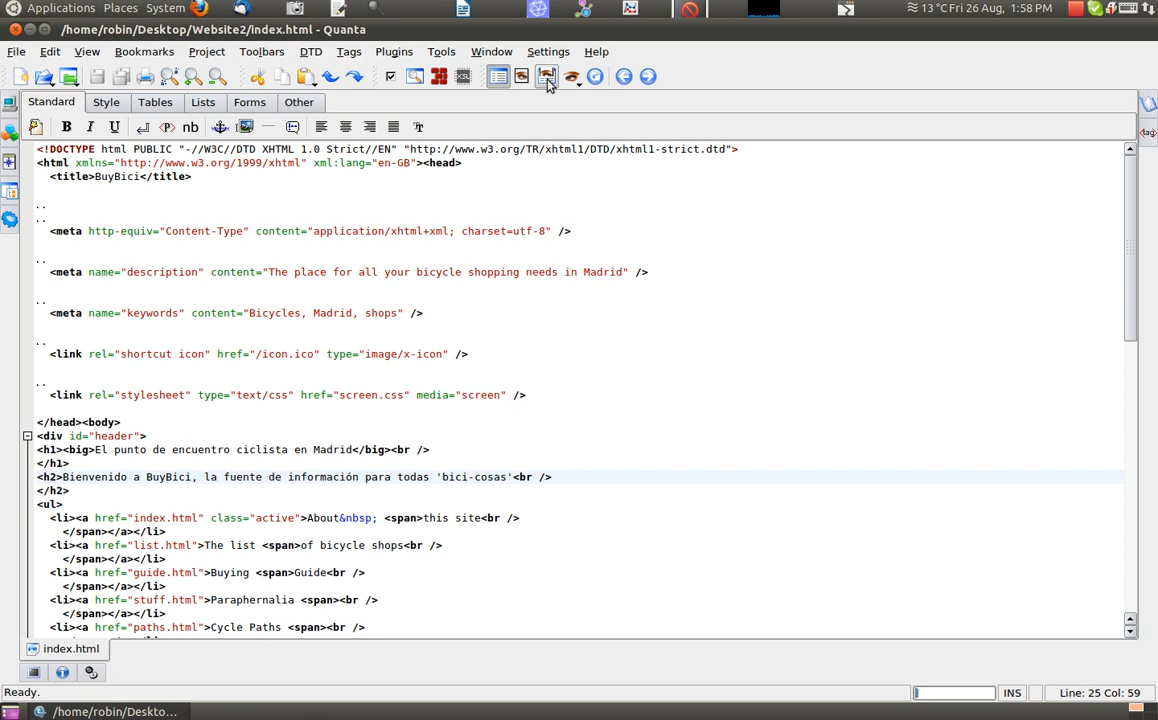 Applications Places System 13 °C Fri 26 Aug, 1:58 PM
/home/robin/Desktop/Website2/index.html - Quanta
File Edit View Bookmarks Project Toolbars DTD Tags Plugins Tools Window Settings Help
XSL
Standard Style Tables Lists Forms Other
B I U <P> nb
<!DOCTYPE html PUBLIC "-//W3C//DTD XHTML 1.0 Strict//EN" "http://www.w3.org/TR/xhtml1/DTD/xhtml1-strict.dtd">
<html xmlns="http://www.w3.org/1999/xhtml" xml:lang="en-GB"><head>
<title>BuyBici</title>
..
..
<meta http-equiv="Content-Type" content="application/xhtml+xml; charset=utf-8" />
..
<meta name="description" content="The place for all your bicycle shopping needs in Madrid" />
..
<meta name="keywords" content="Bicycles, Madrid, shops" />
..
<link rel="shortcut icon" href="/icon.ico" type="image/x-icon" />
..
<link rel="stylesheet" type="text/css" href="screen.css" media="screen" />
</head><body>
<div id="header">
<h1><big>El punto de encuentro ciclista en Madrid</big><br />
</h1>
<h2>Bienvenido a BuyBici, la fuente de información para todas 'bici-cosas'<br />
</h2>
<ul>
<li><a href="index.html" class="active">About&nbsp; <span>this site<br />
</span></a></li>
<li><a href="list.html">The list <span>of bicycle shops<br />
</span></a></li>
<li><a href="guide.html">Buying <span>Guide<br />
</span></a></li>
<li><a href="stuff.html">Paraphernalia <span><br />
</span></a></li>
<li><a href="paths.html">Cycle Paths <span><br />
index.html
Ready. INS Line: 25 Col: 59
/home/robin/Deskto...